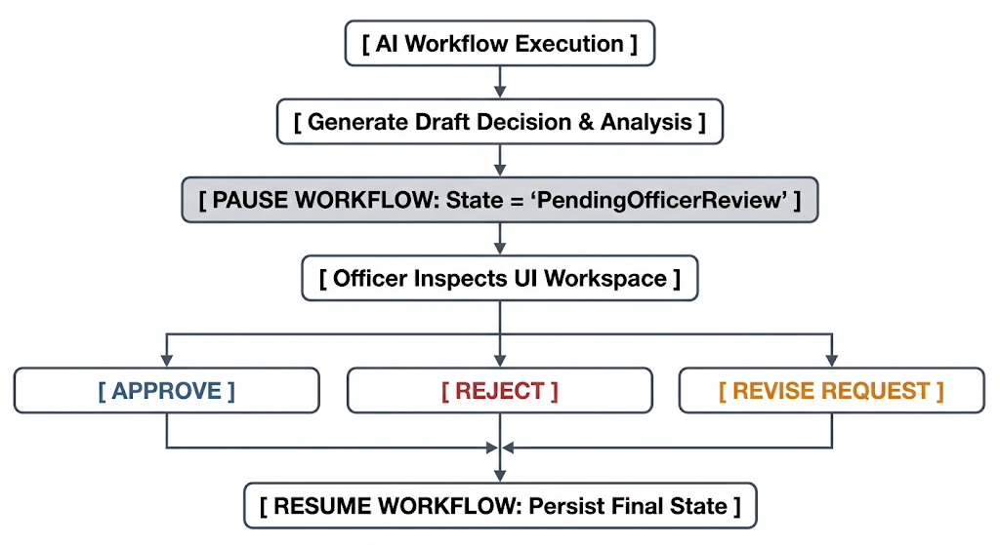 [ AI Workflow Execution ]
[ Generate Draft Decision & Analysis ]
[ PAUSE WORKFLOW: State = ‘PendingOfficerReview’ ]
[ Officer Inspects UI Workspace ]
[ APPROVE ]
[ REJECT ]
[ REVISE REQUEST ]
[ RESUME WORKFLOW: Persist Final State ]